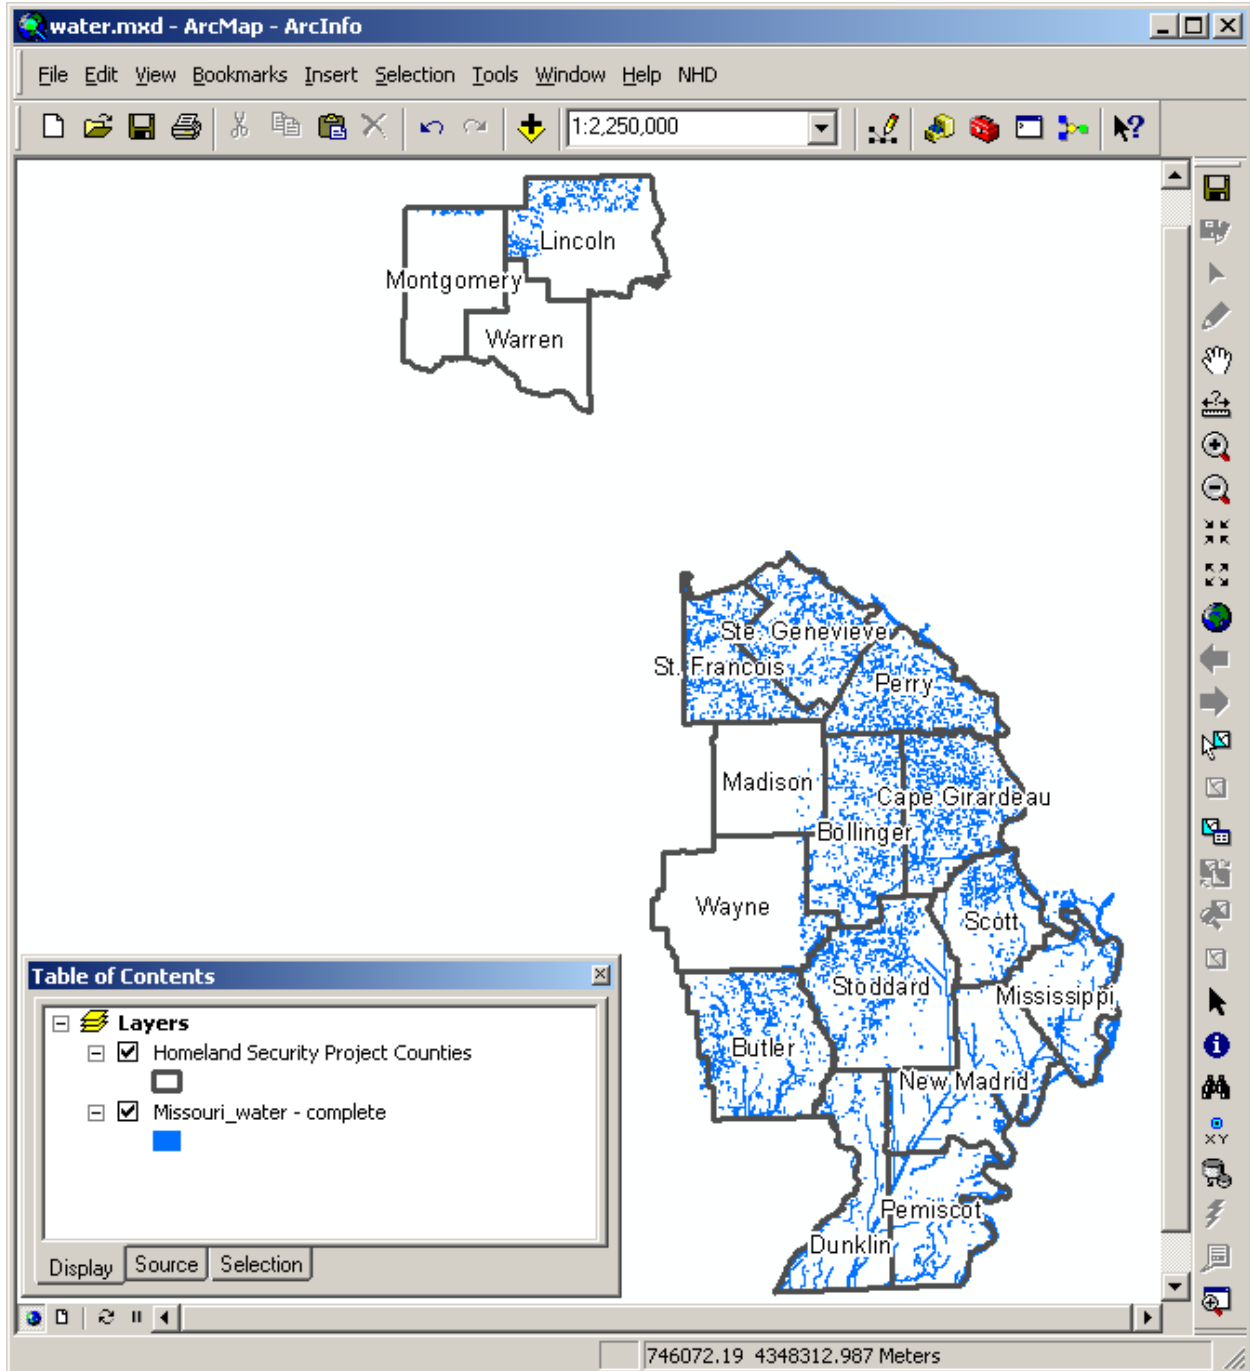 water.mxd - ArcMap - ArcInfo
File Edit View Bookmarks Insert Selection Tools Window Help NHD
1:2,250,000
Lincoln
Montgomery
Warren
Ste. Genevieve
St. Francois
Perry
Madison
Cape Girardeau
Bollinger
Wayne
Scott
Stoddard
Mississippi
Butler
New Madrid
Pemiscot
Dunklin
Table of Contents
Layers
Homeland Security Project Counties
Missouri_water - complete
Display Source Selection
XY
746072.19 4348312.987 Meters